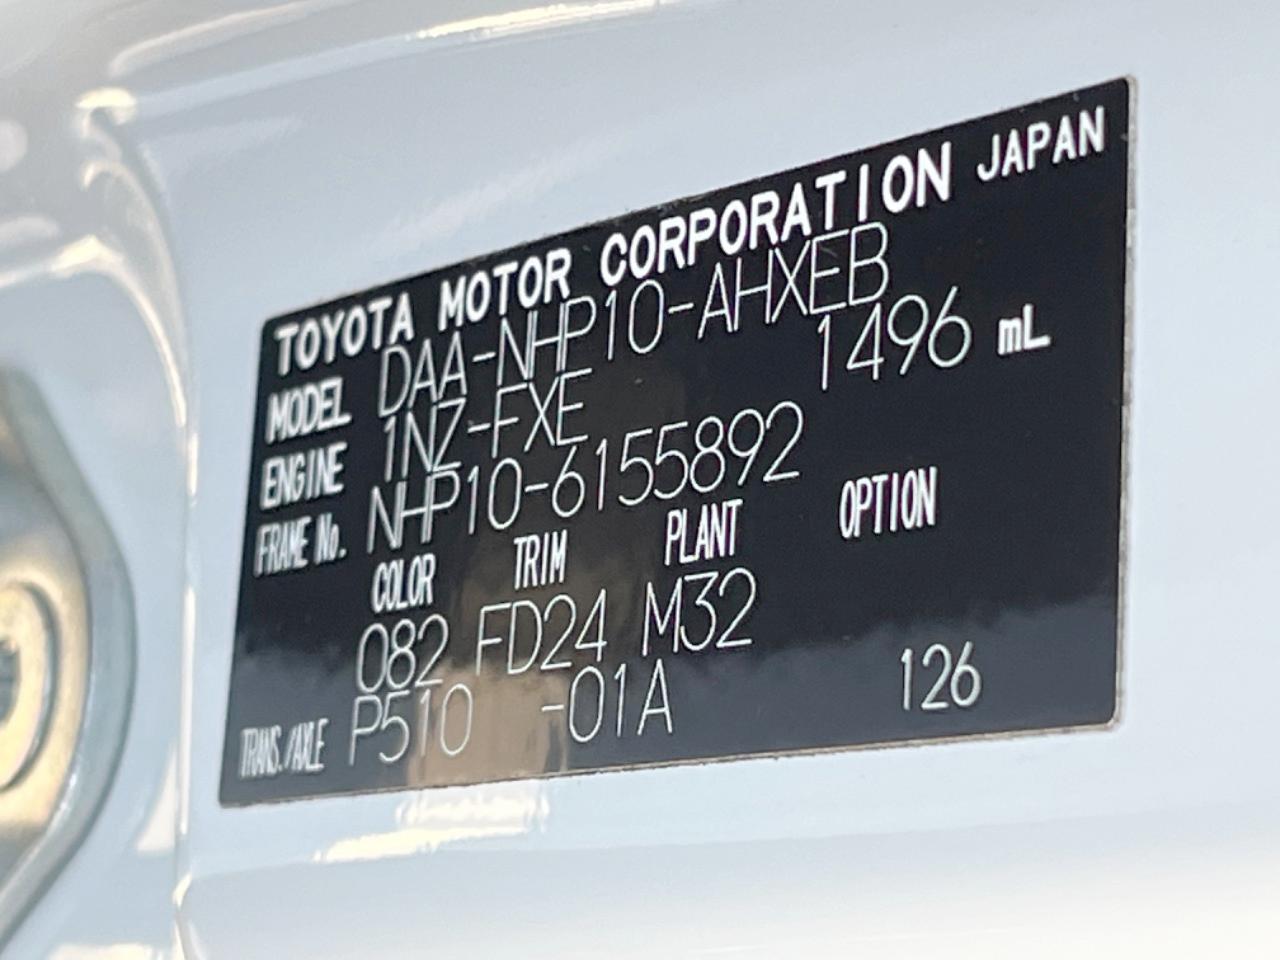 TOYOTA MOTOR CORPORATION JAPAN
MODEL DAA-NHP10-AHXEB
ENGINE 1NZ-FXE 1496 mL
FRAME No. NHP10-6155892
COLOR TRIM PLANT OPTION
082 FD24 M32
TRANS./AXLE P510 -01A 126